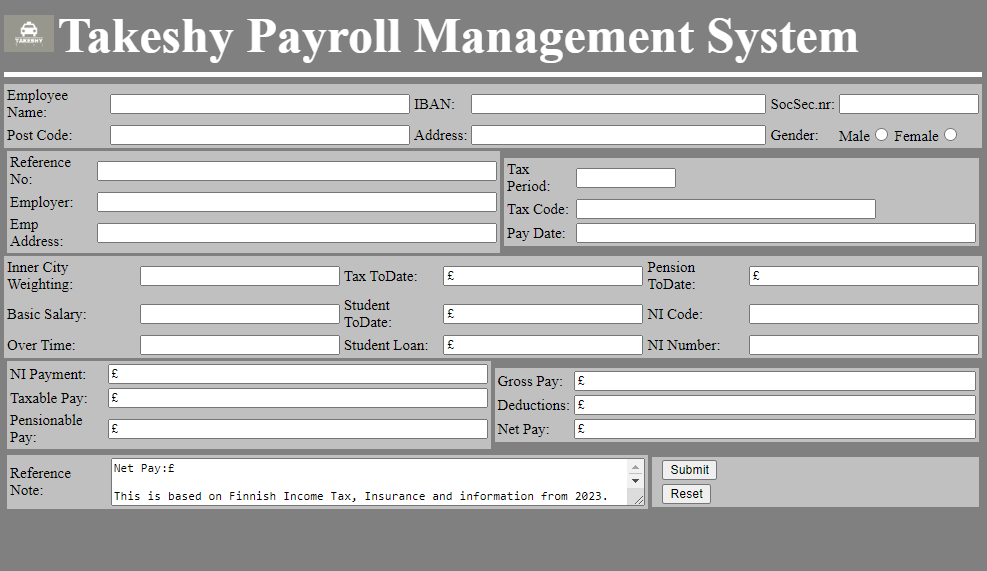 TAKESHY
Takeshy Payroll Management System
Employee
Name:
IBAN:
SocSec.nr:
Post Code:
Address:
Gender:
Male
Female
Reference
No:
Employer:
Emp
Address:
Tax
Period:
Tax Code:
Pay Date:
Inner City
Weighting:
Tax ToDate:
£
Pension
ToDate:
£
Basic Salary:
Student
ToDate:
£
NI Code:
Over Time:
Student Loan:
£
NI Number:
NI Payment:
£
Taxable Pay:
£
Pensionable
Pay:
£
Gross Pay:
£
Deductions:
£
Net Pay:
£
Reference
Note:
Net Pay:£
This is based on Finnish Income Tax, Insurance and information from 2023.
Submit
Reset